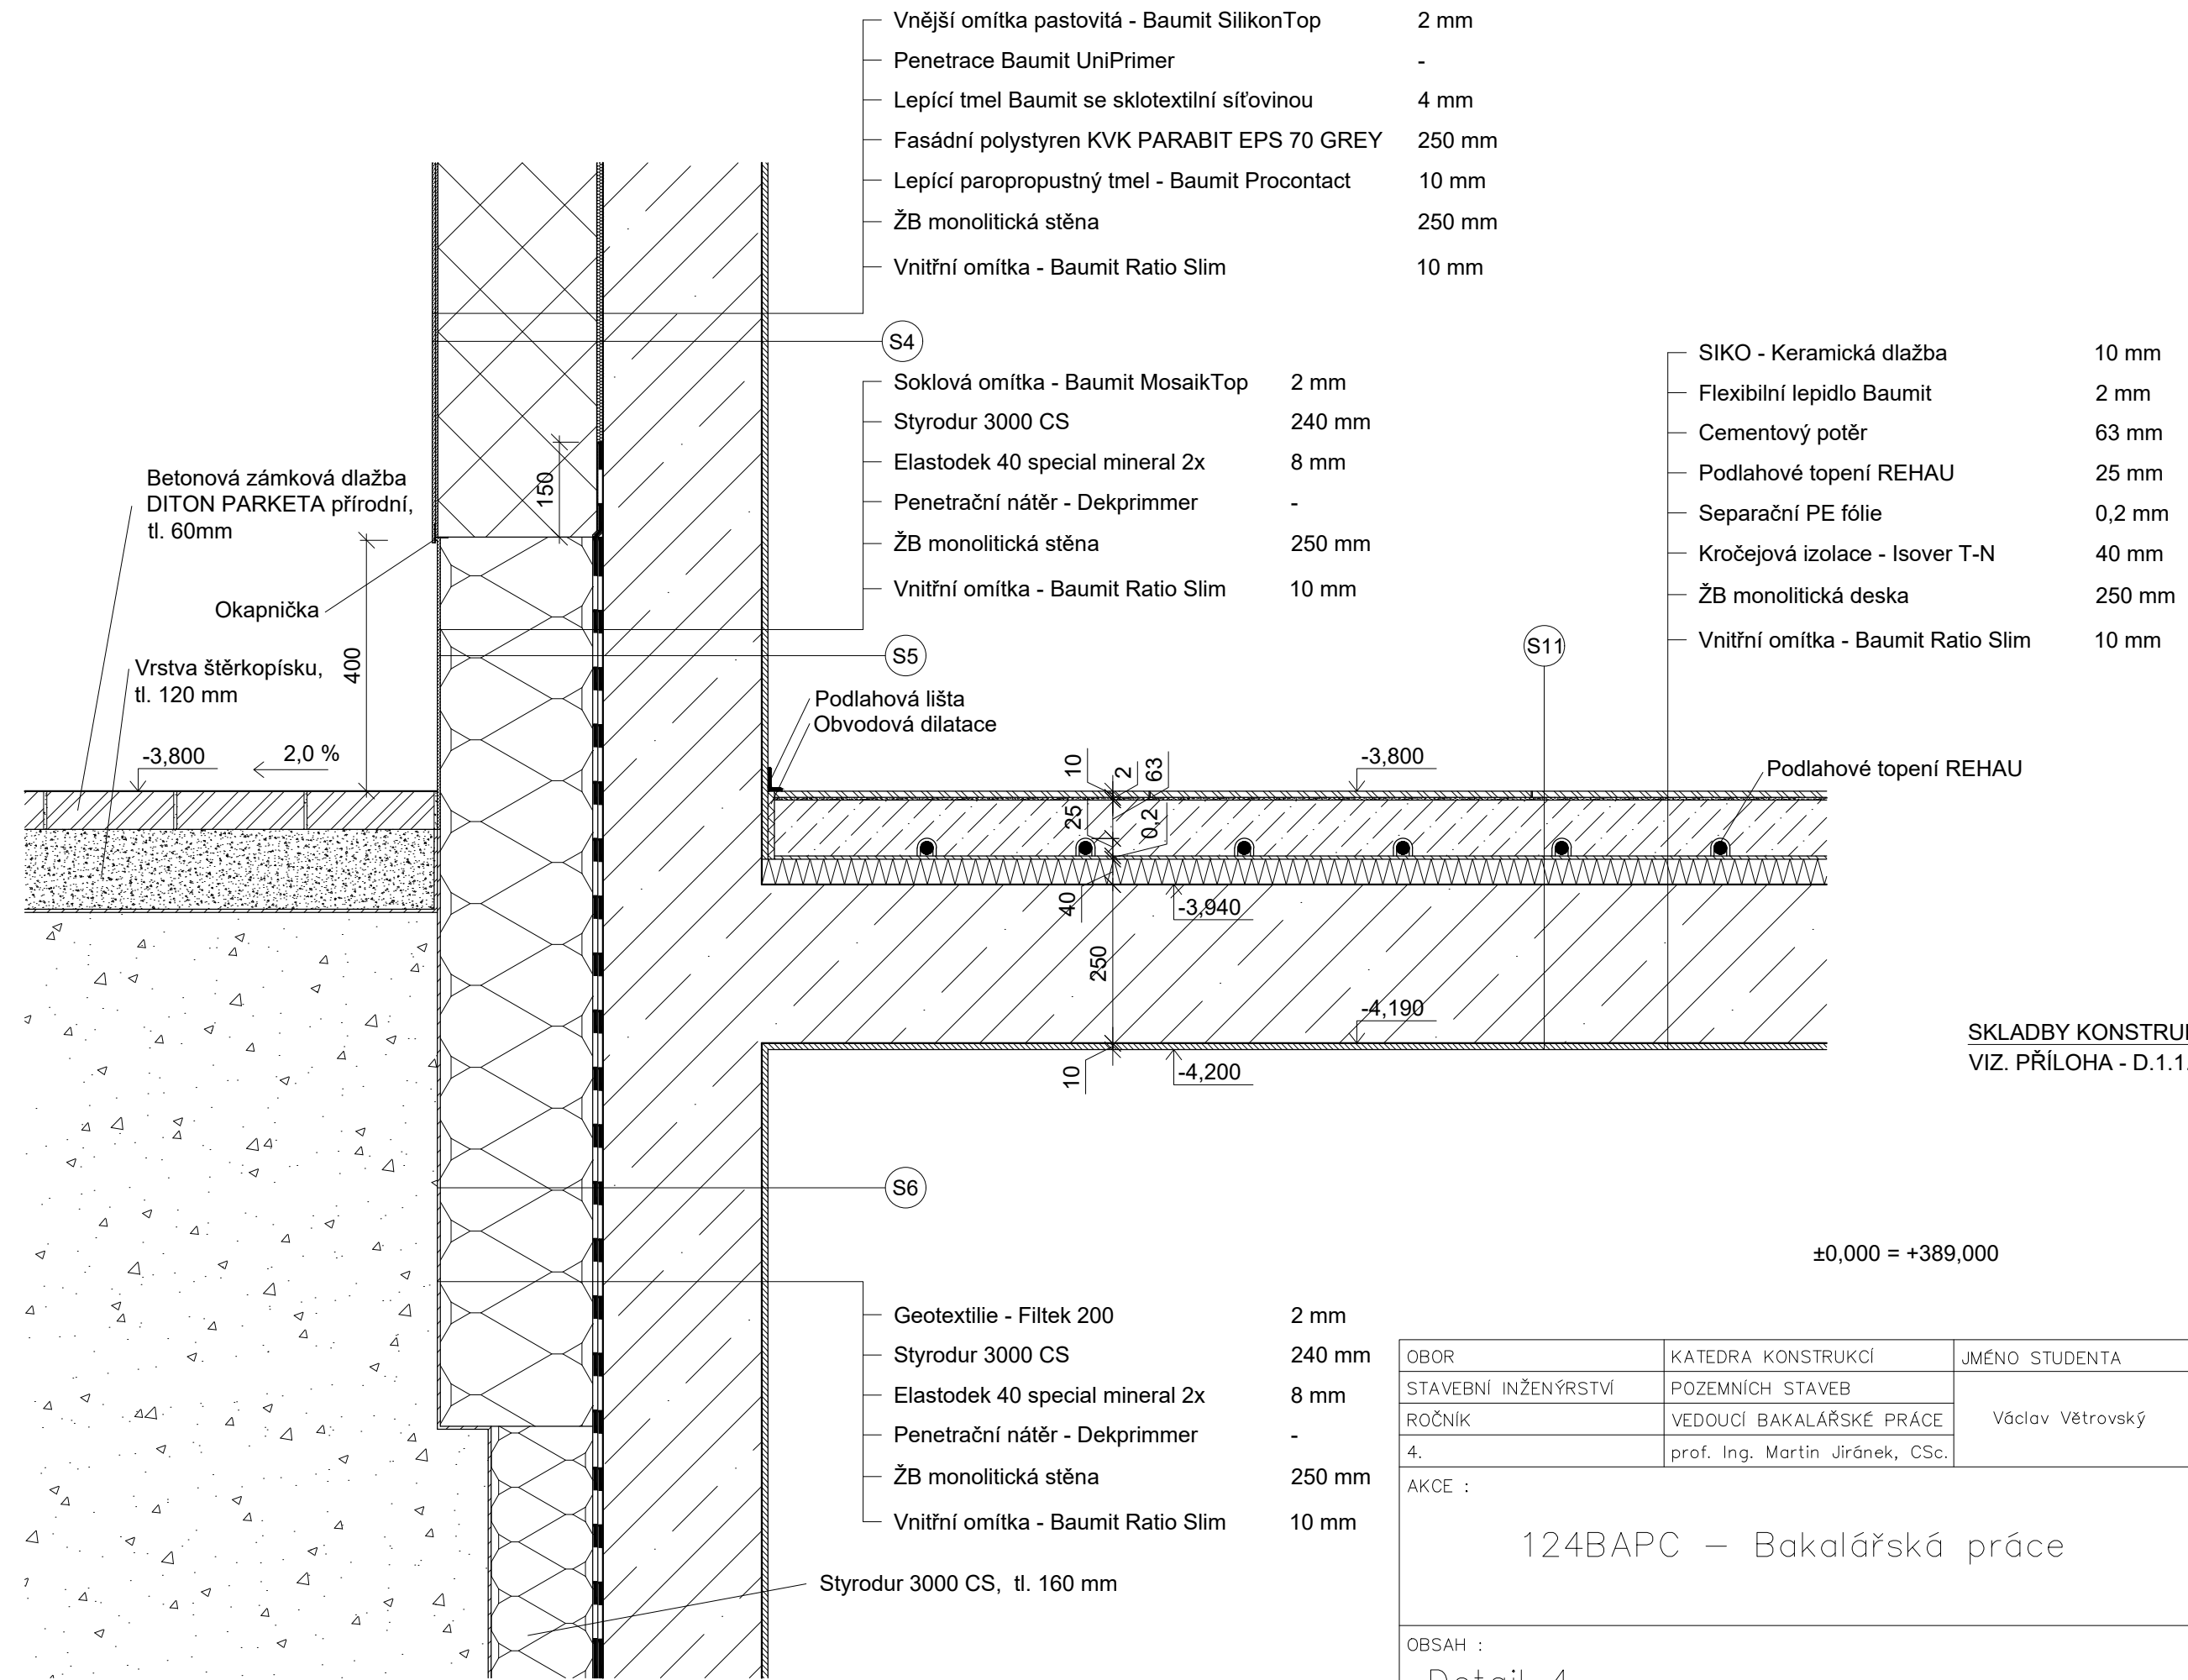 Vnější omítka pastovitá - Baumit SilikonTop 2 mm
Penetrace Baumit UniPrimer -
Lepící tmel Baumit se sklotextilní síťovinou 4 mm
Fasádní polystyren KVK PARABIT EPS 70 GREY 250 mm
Lepící paropropustný tmel - Baumit Procontact 10 mm
ŽB monolitická stěna 250 mm
Vnitřní omítka - Baumit Ratio Slim 10 mm
S4
Soklová omítka - Baumit MosaikTop 2 mm
Styrodur 3000 CS 240 mm
Elastodek 40 special mineral 2x 8 mm
Penetrační nátěr - Dekprimmer -
ŽB monolitická stěna 250 mm
Vnitřní omítka - Baumit Ratio Slim 10 mm
S5
SIKO - Keramická dlažba 10 mm
Flexibilní lepidlo Baumit 2 mm
Cementový potěr 63 mm
Podlahové topení REHAU 25 mm
Separační PE fólie 0,2 mm
Kročejová izolace - Isover T-N 40 mm
ŽB monolitická deska 250 mm
Vnitřní omítka - Baumit Ratio Slim 10 mm
S11
Betonová zámková dlažba
DITON PARKETA přírodní,
tl. 60mm
150
Okapnička
400
Vrstva štěrkopísku,
tl. 120 mm
-3,800
2,0 %
Podlahová lišta
Obvodová dilatace
10
2
63
-3,800
Podlahové topení REHAU
25
0,2
40
-3,940
250
-4,190
10
-4,200
SKLADBY KONSTRU
VIZ. PŘÍLOHA - D.1.1.
S6
±0,000 = +389,000
Geotextilie - Filtek 200 2 mm
Styrodur 3000 CS 240 mm
Elastodek 40 special mineral 2x 8 mm
Penetrační nátěr - Dekprimmer -
ŽB monolitická stěna 250 mm
Vnitřní omítka - Baumit Ratio Slim 10 mm
Styrodur 3000 CS, tl. 160 mm
OBOR KATEDRA KONSTRUKCÍ JMÉNO STUDENTA
STAVEBNÍ INŽENÝRSTVÍ POZEMNÍCH STAVEB
ROČNÍK VEDOUCÍ BAKALÁŘSKÉ PRÁCE Václav Větrovský
4. prof. Ing. Martin Jiránek, CSc.
AKCE :
124BAPC – Bakalářská práce
OBSAH :
Detail 4